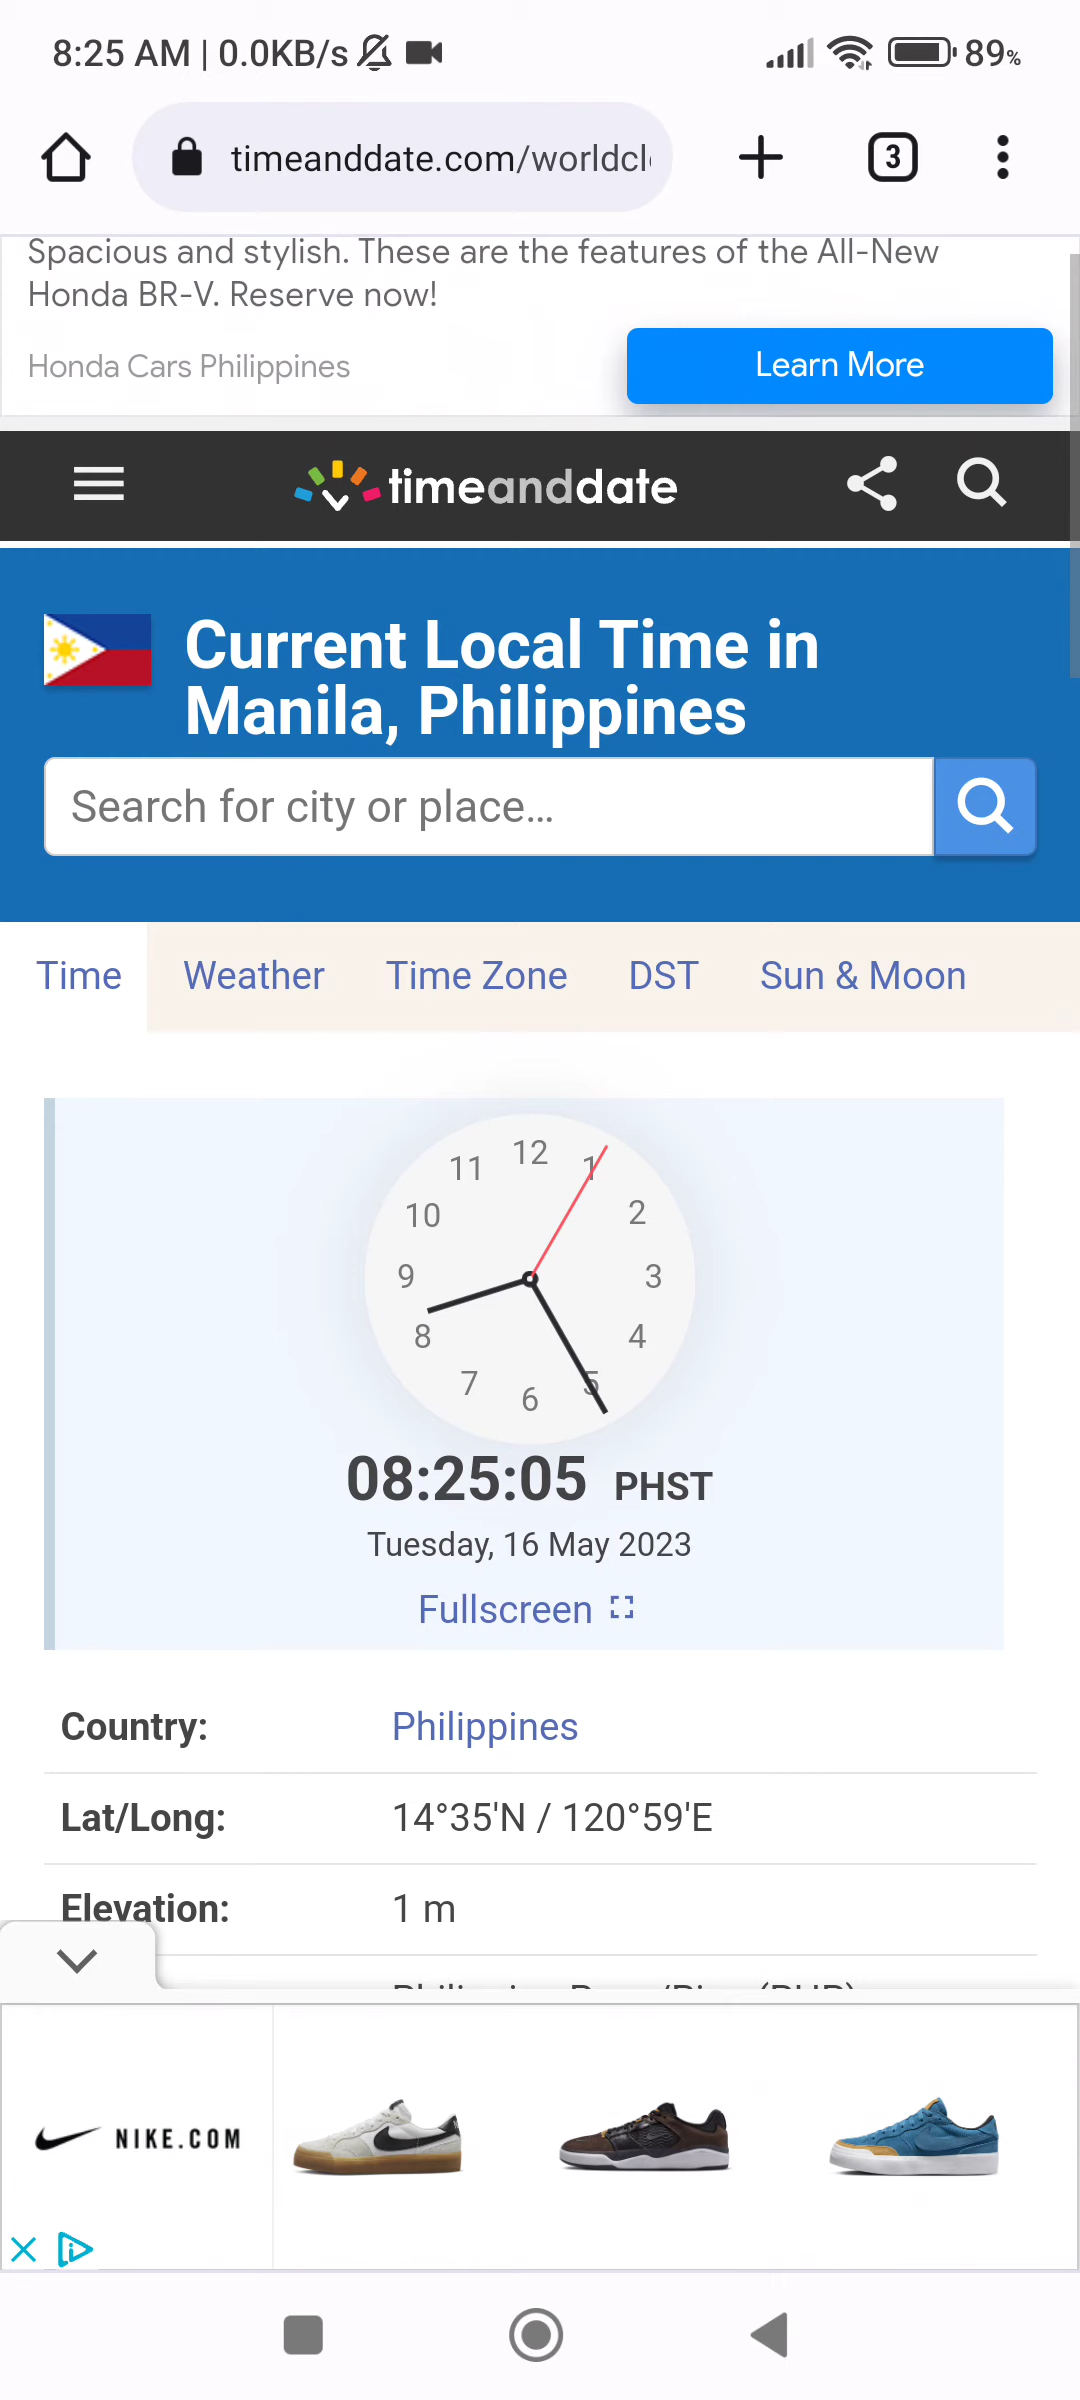 8:25 AM | 0.0KB/s 89%
timeanddate.com/worldcl
3
Spacious and stylish. These are the features of the All-New
Honda BR-V. Reserve now!
Honda Cars Philippines
Learn More
timeanddate
Current Local Time in
Manila, Philippines
Search for city or place...
Time Weather Time Zone DST Sun & Moon
12
11 1
10 2
9 3
8 4
7 5
6
08:25:05 PHST
Tuesday, 16 May 2023
Fullscreen
Country: Philippines
Lat/Long: 14°35'N / 120°59'E
Elevation: 1 m
NIKE.COM